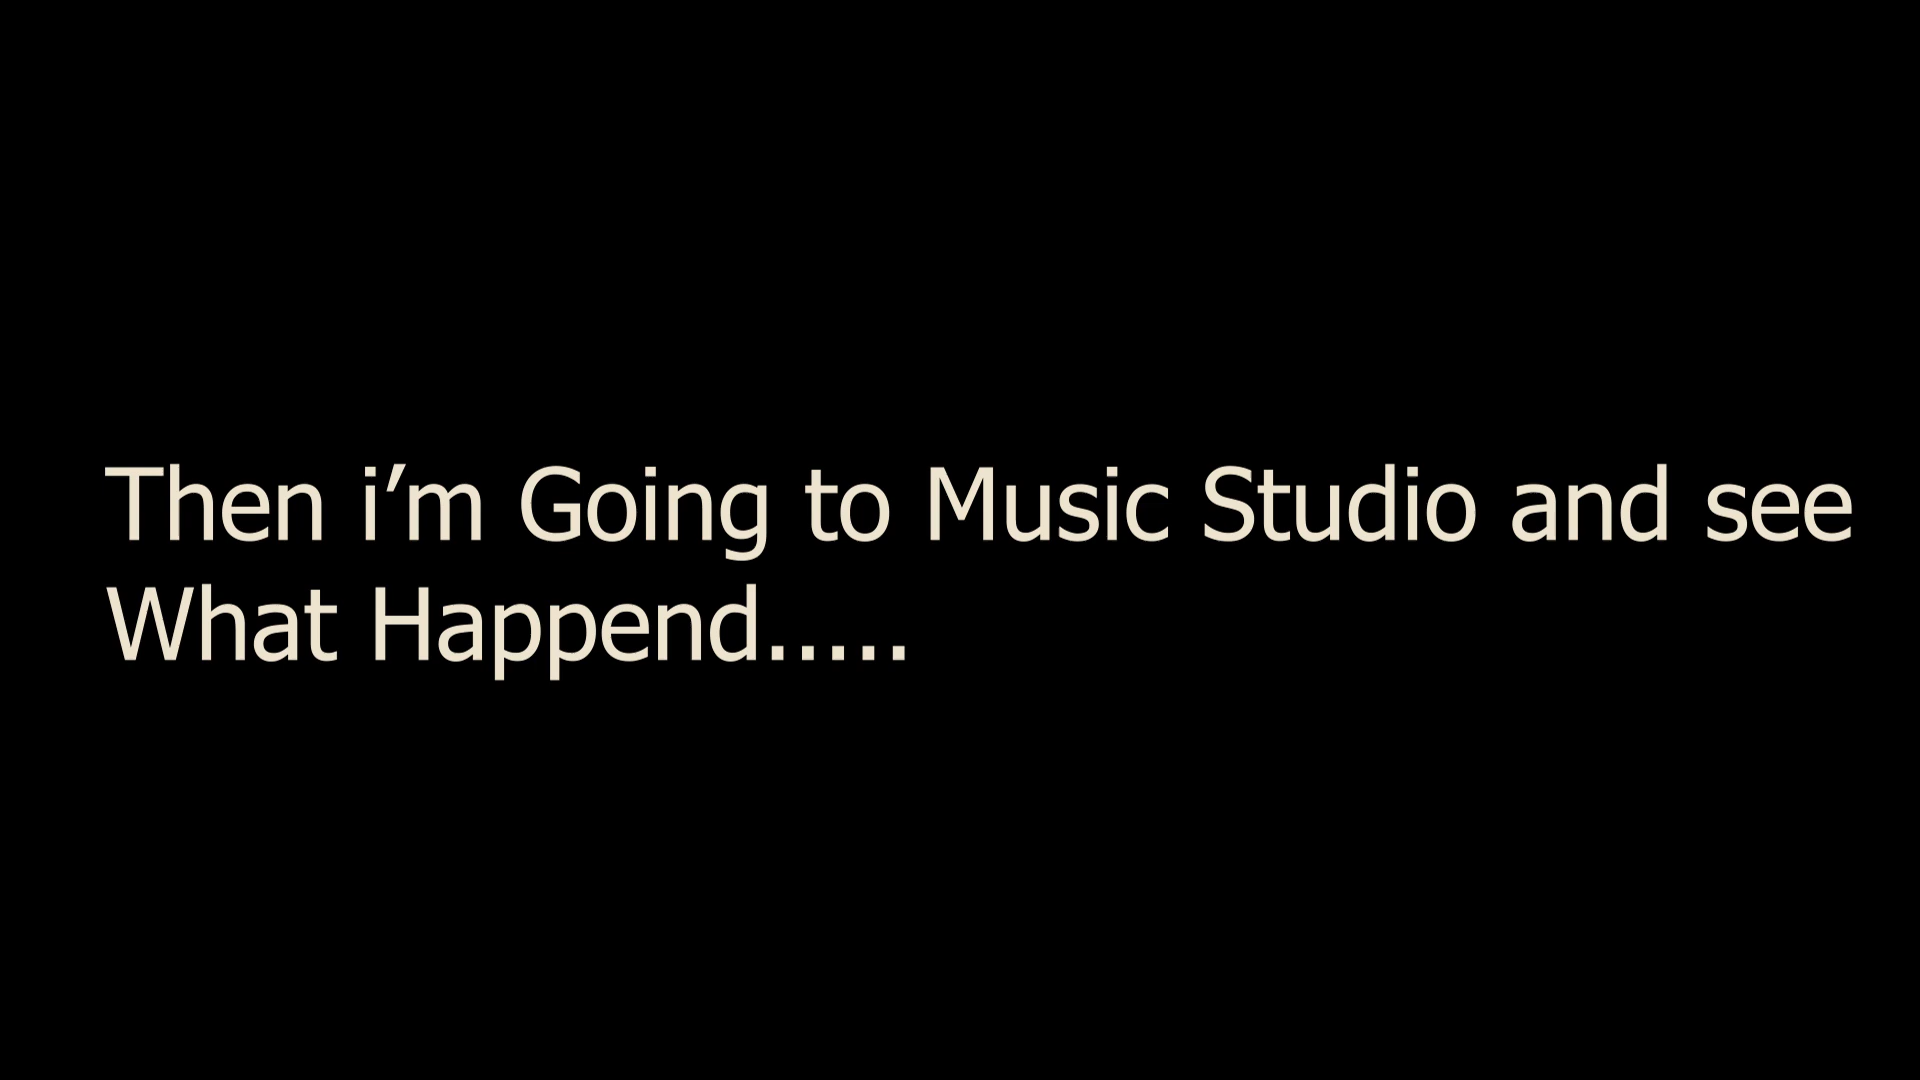 Then i’m Going to Music Studio and see
What Happend.....